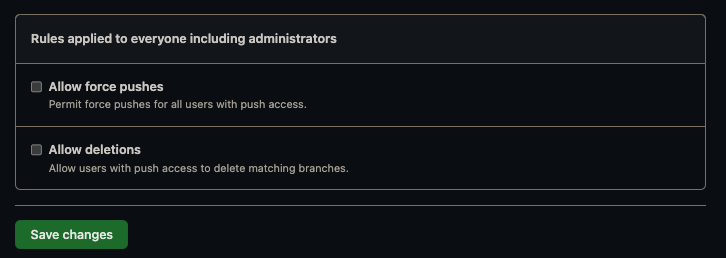 Rules applied to everyone including administrators
Allow force pushes
Permit force pushes for all users with push access.
Allow deletions
Allow users with push access to delete matching branches.
Save changes